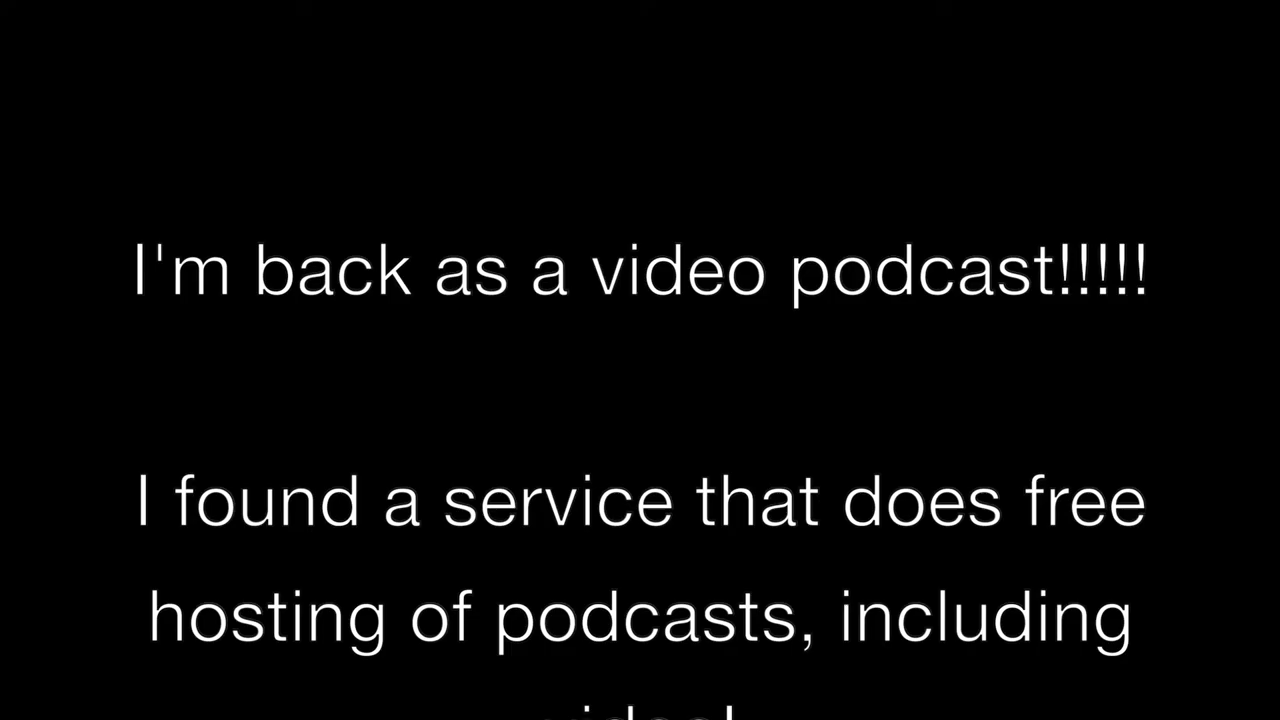 I'm back as a video podcast!!!!!
I found a service that does free
hosting of podcasts, including